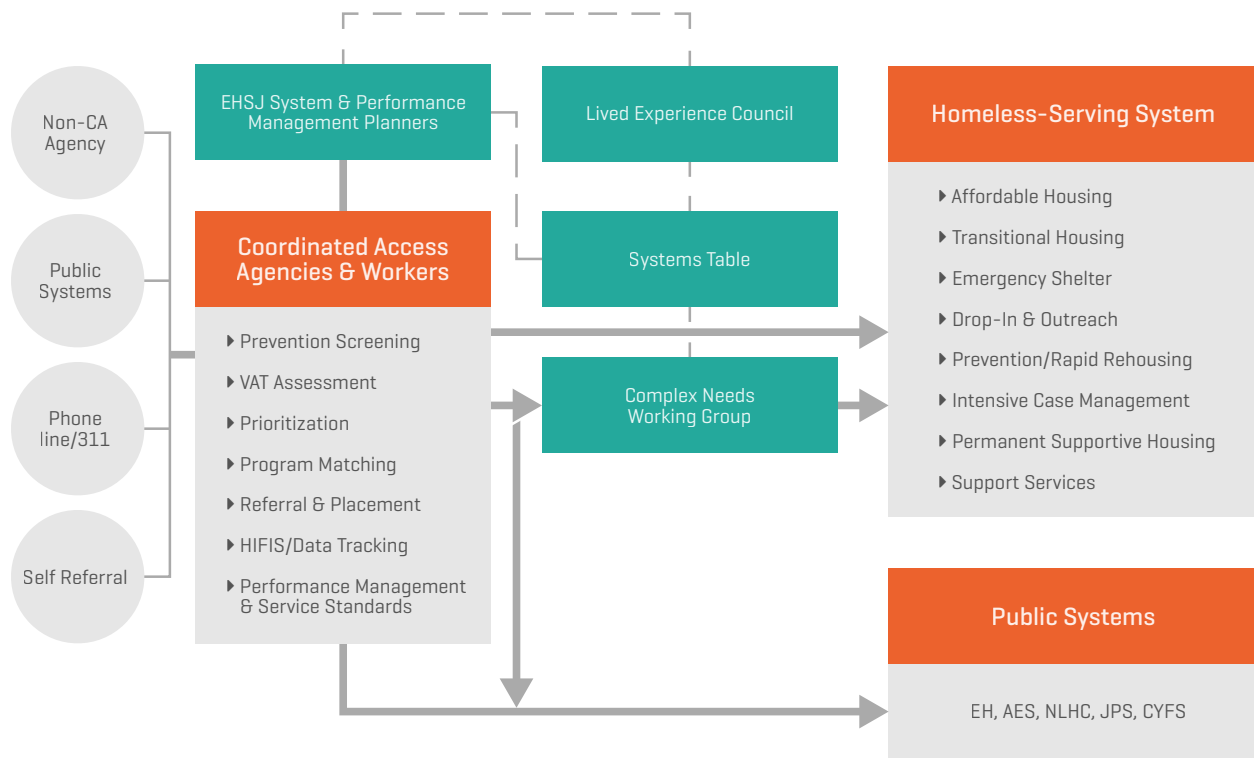 Non-CA
Agency
Public
Systems
Phone
line/311
Self Referral
EHSJ System & Performance
Management Planners
Coordinated Access
Agencies & Workers
Prevention Screening
VAT Assessment
Prioritization
Program Matching
Referral & Placement
HIFIS/Data Tracking
Performance Management
& Service Standards
Lived Experience Council
Systems Table
Complex Needs
Working Group
Homeless-Serving System
Affordable Housing
Transitional Housing
Emergency Shelter
Drop-In & Outreach
Prevention/Rapid Rehousing
Intensive Case Management
Permanent Supportive Housing
Support Services
Public Systems
EH, AES, NLHC, JPS, CYFS